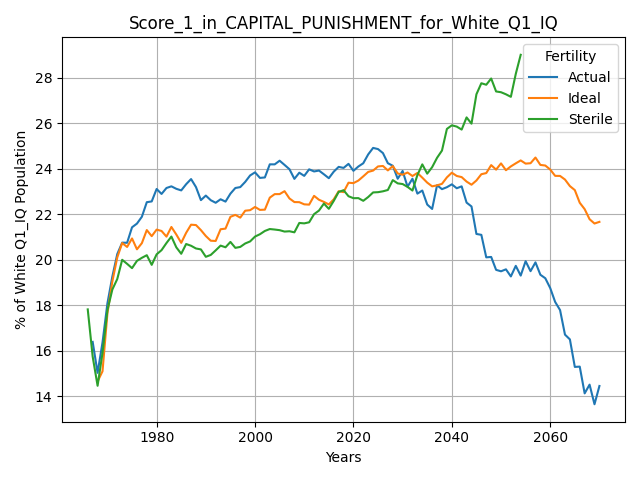 Score_1_in_CAPITAL_PUNISHMENT_for_White_Q1_IQ
Fertility
Actual
Ideal
Sterile
28
26
24
22
20
18
16
14
% of White Q1_IQ Population
1980
2000
2020
2040
2060
Years